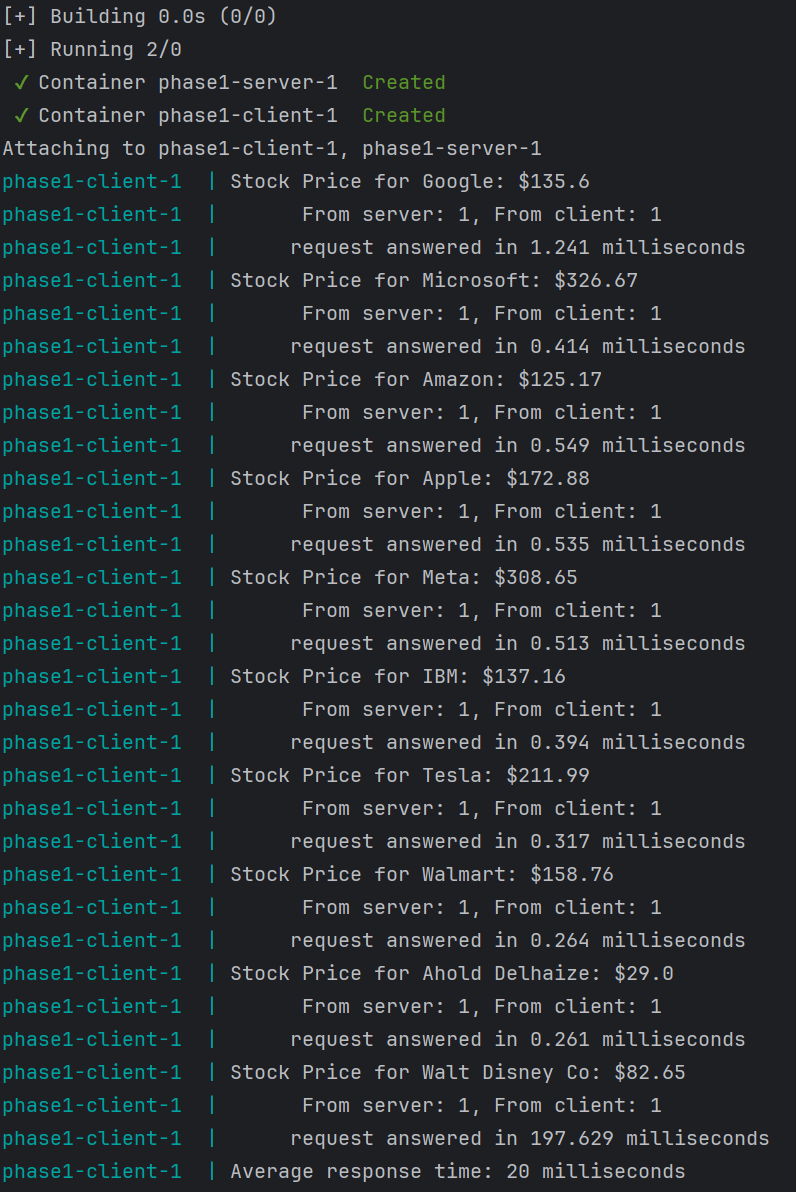 [+] Building 0.0s (0/0)
[+] Running 2/0
✓ Container phase1-server-1  Created
✓ Container phase1-client-1  Created
Attaching to phase1-client-1, phase1-server-1
phase1-client-1  | Stock Price for Google: $135.6
phase1-client-1  |       From server: 1, From client: 1
phase1-client-1  |      request answered in 1.241 milliseconds
phase1-client-1  | Stock Price for Microsoft: $326.67
phase1-client-1  |       From server: 1, From client: 1
phase1-client-1  |      request answered in 0.414 milliseconds
phase1-client-1  | Stock Price for Amazon: $125.17
phase1-client-1  |       From server: 1, From client: 1
phase1-client-1  |      request answered in 0.549 milliseconds
phase1-client-1  | Stock Price for Apple: $172.88
phase1-client-1  |       From server: 1, From client: 1
phase1-client-1  |      request answered in 0.535 milliseconds
phase1-client-1  | Stock Price for Meta: $308.65
phase1-client-1  |       From server: 1, From client: 1
phase1-client-1  |      request answered in 0.513 milliseconds
phase1-client-1  | Stock Price for IBM: $137.16
phase1-client-1  |       From server: 1, From client: 1
phase1-client-1  |      request answered in 0.394 milliseconds
phase1-client-1  | Stock Price for Tesla: $211.99
phase1-client-1  |       From server: 1, From client: 1
phase1-client-1  |      request answered in 0.317 milliseconds
phase1-client-1  | Stock Price for Walmart: $158.76
phase1-client-1  |       From server: 1, From client: 1
phase1-client-1  |      request answered in 0.264 milliseconds
phase1-client-1  | Stock Price for Ahold Delhaize: $29.0
phase1-client-1  |       From server: 1, From client: 1
phase1-client-1  |      request answered in 0.261 milliseconds
phase1-client-1  | Stock Price for Walt Disney Co: $82.65
phase1-client-1  |       From server: 1, From client: 1
phase1-client-1  |      request answered in 197.629 milliseconds
phase1-client-1  | Average response time: 20 milliseconds